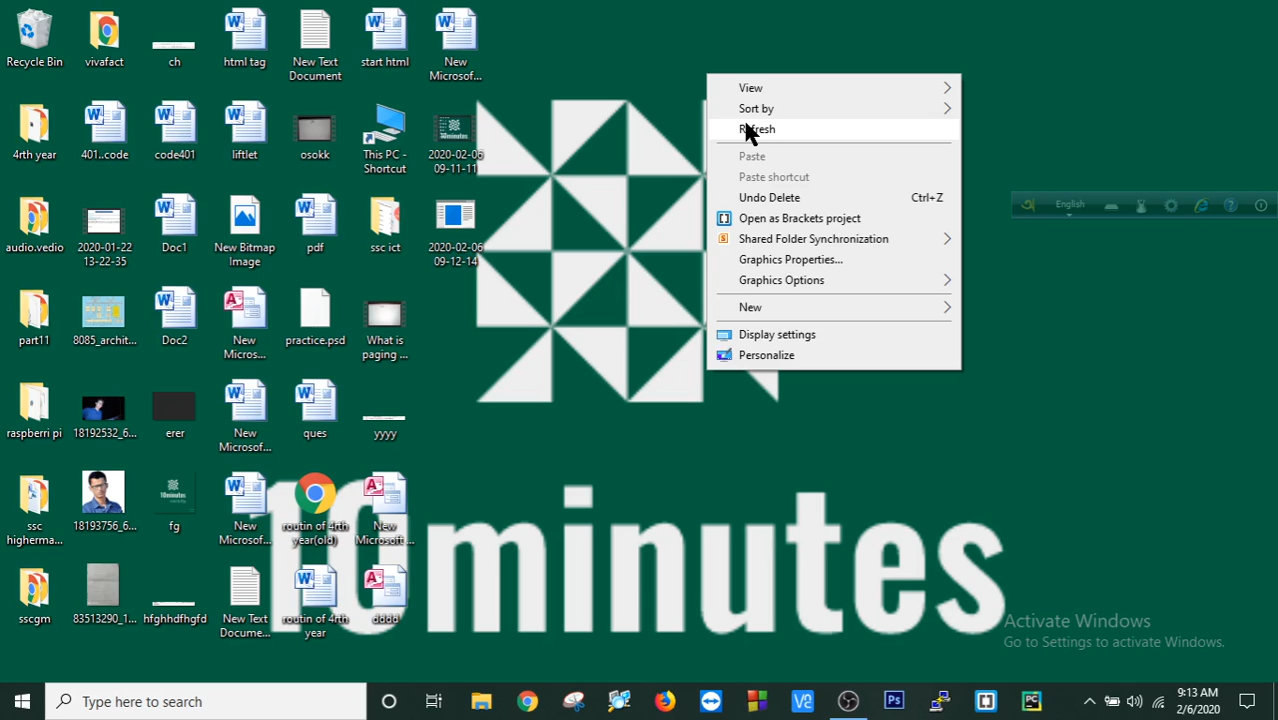 Recycle Bin
vivafact
ch
html tag
New Text
Document
start html
New
Microsof...
4rth year
401..code
code401
liftlet
osokk
This PC -
Shortcut
2020-02-06
09-11-11
audio.vedio
2020-01-22
13-22-35
Doc1
New Bitmap
Image
pdf
ssc ict
2020-02-06
09-12-14
part11
8085_archit...
Doc2
New
Micros...
practice.psd
What is
paging ...
raspberri pi
18192532_6...
erer
New
Microsof...
ques
yyyy
ssc
higherma...
18193756_6...
fg
New
Microsof...
routin of 4rth
year(old)
New
Microsoft ...
sscgm
83513290_1...
hfghhdfhgfd
New Text
Docume...
routin of 4rth
year
dddd
View
Sort by
Refresh
Paste
Paste shortcut
Undo Delete Ctrl+Z
Open as Brackets project
Shared Folder Synchronization
Graphics Properties...
Graphics Options
New
Display settings
Personalize
English
10minutes
10minutes
Activate Windows
Go to Settings to activate Windows.
Type here to search
9:13 AM
2/6/2020